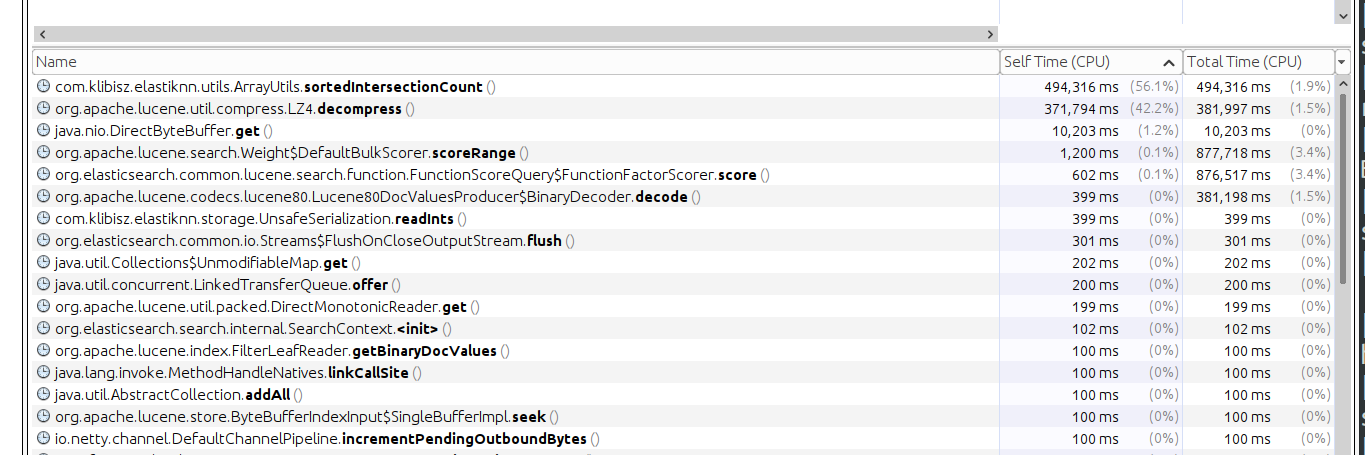 Name Self Time (CPU) Total Time (CPU)
com.klibisz.elastiknn.utils.ArrayUtils.sortedIntersectionCount () 494,316 ms (56.1%) 494,316 ms (1.9%)
org.apache.lucene.util.compress.LZ4.decompress () 371,794 ms (42.2%) 381,997 ms (1.5%)
java.nio.DirectByteBuffer.get () 10,203 ms (1.2%) 10,203 ms (0%)
org.apache.lucene.search.Weight$DefaultBulkScorer.scoreRange () 1,200 ms (0.1%) 877,718 ms (3.4%)
org.elasticsearch.common.lucene.search.function.FunctionScoreQuery$FunctionFactorScorer.score () 602 ms (0.1%) 876,517 ms (3.4%)
org.apache.lucene.codecs.lucene80.Lucene80DocValuesProducer$BinaryDecoder.decode () 399 ms (0%) 381,198 ms (1.5%)
com.klibisz.elastiknn.storage.UnsafeSerialization.readInts () 399 ms (0%) 399 ms (0%)
org.elasticsearch.common.io.Streams$FlushOnCloseOutputStream.flush () 301 ms (0%) 301 ms (0%)
java.util.Collections$UnmodifiableMap.get () 202 ms (0%) 202 ms (0%)
java.util.concurrent.LinkedTransferQueue.offer () 200 ms (0%) 200 ms (0%)
org.apache.lucene.util.packed.DirectMonotonicReader.get () 199 ms (0%) 199 ms (0%)
org.elasticsearch.search.internal.SearchContext.<init> () 102 ms (0%) 102 ms (0%)
org.apache.lucene.index.FilterLeafReader.getBinaryDocValues () 100 ms (0%) 100 ms (0%)
java.lang.invoke.MethodHandleNatives.linkCallSite () 100 ms (0%) 100 ms (0%)
java.util.AbstractCollection.addAll () 100 ms (0%) 100 ms (0%)
org.apache.lucene.store.ByteBufferIndexInput$SingleBufferImpl.seek () 100 ms (0%) 100 ms (0%)
io.netty.channel.DefaultChannelPipeline.incrementPendingOutboundBytes () 100 ms (0%) 100 ms (0%)